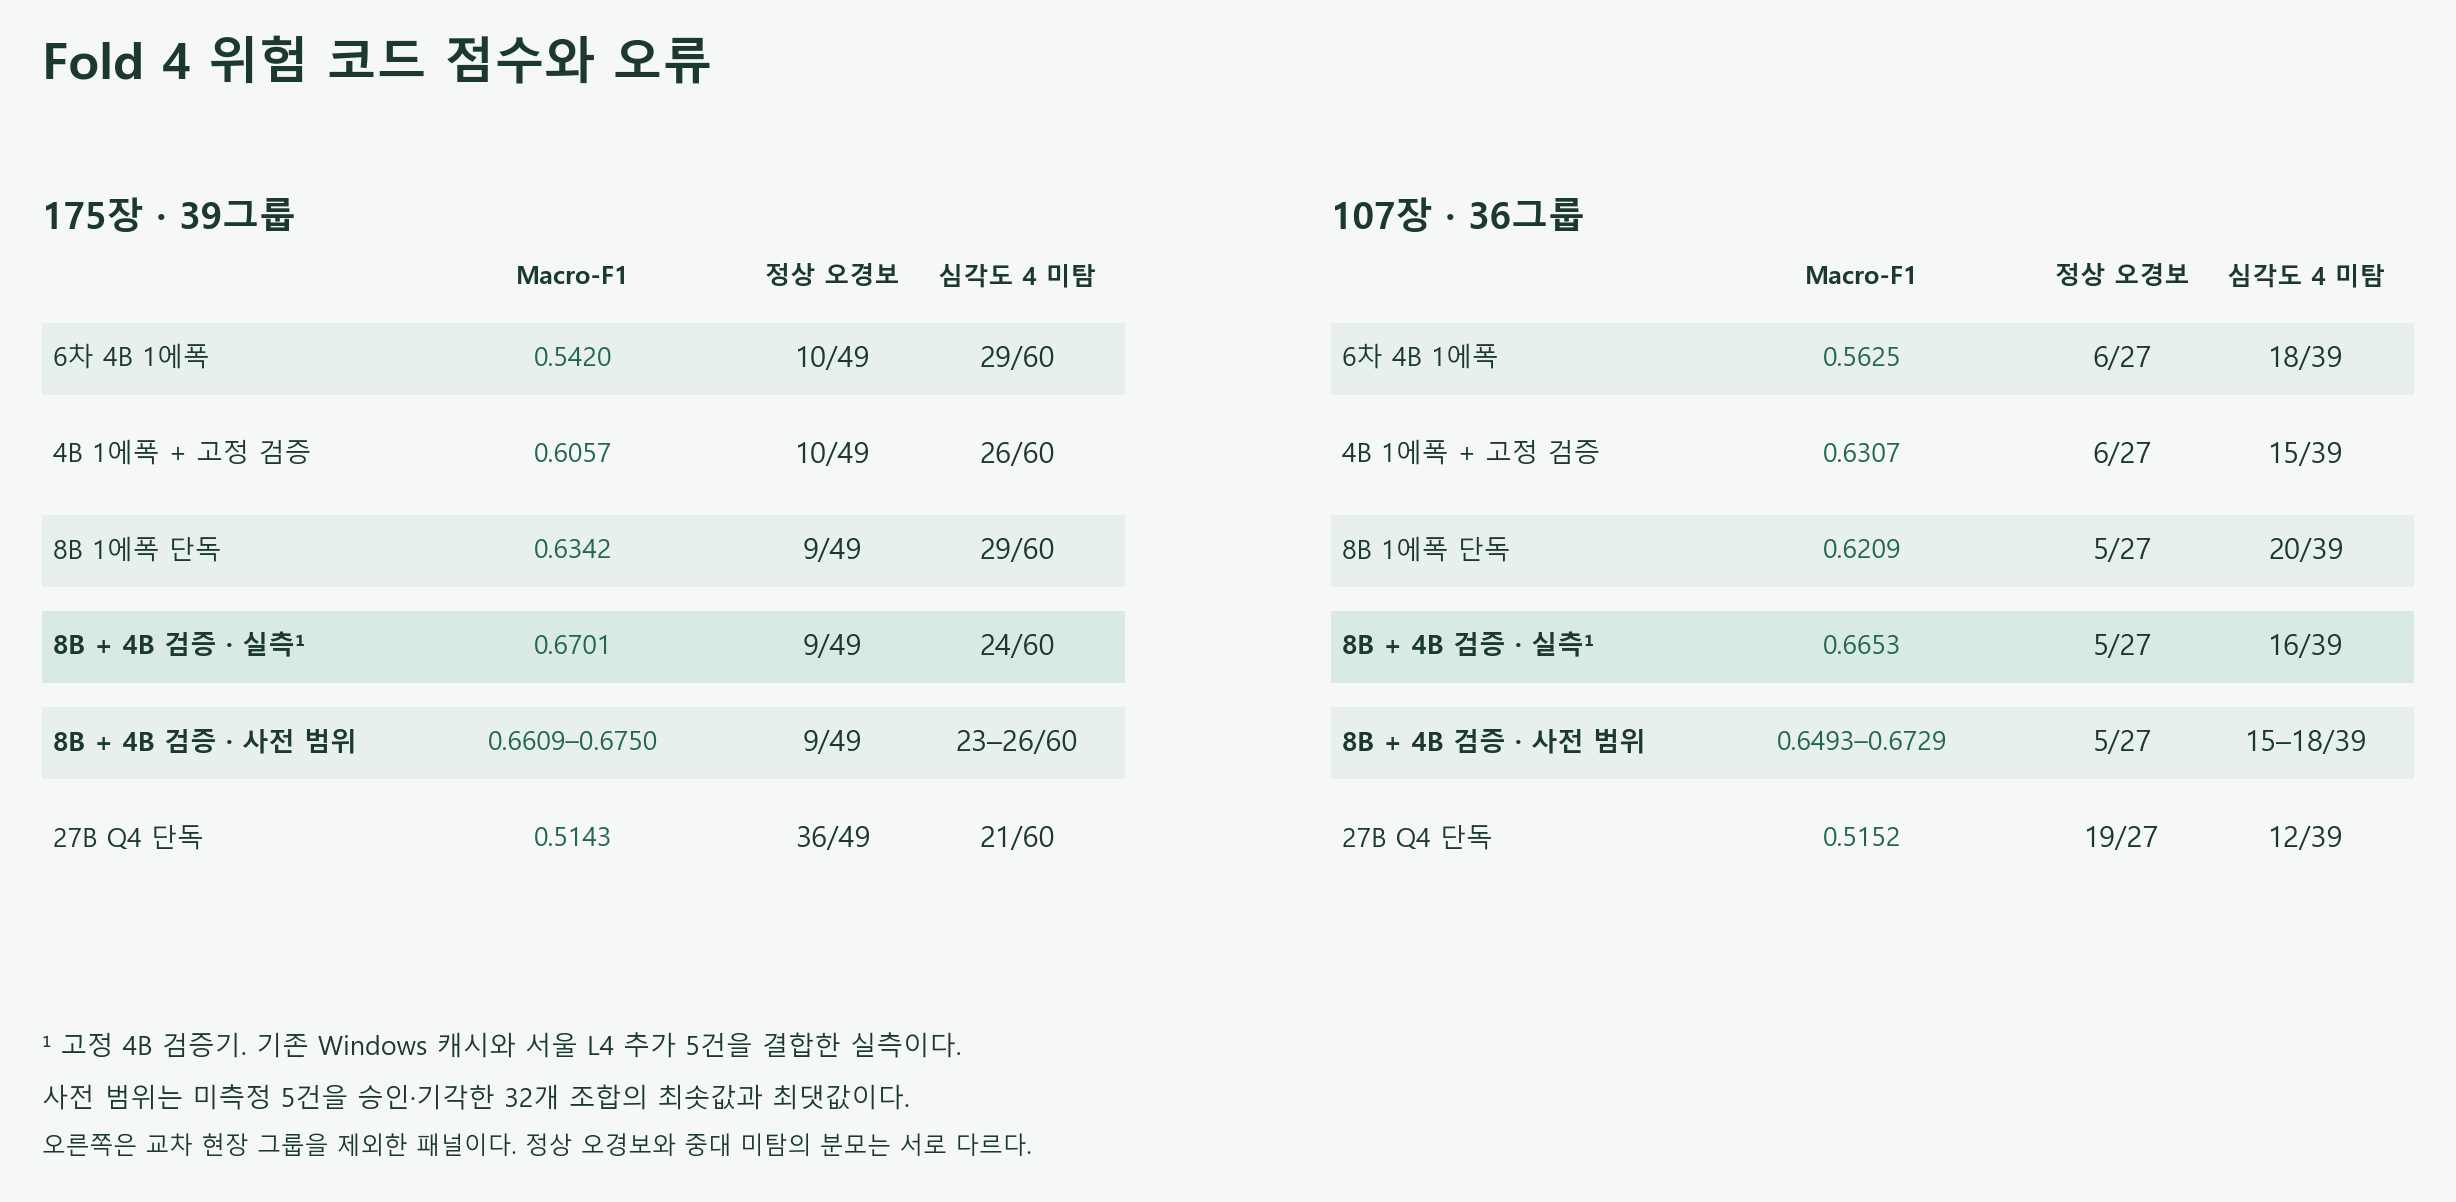 Fold 4 위험 코드 점수와 오류
175장 · 39그룹
Macro-F1 정상 오경보 심각도 4 미탐
6차 4B 1에폭 0.5420 10/49 29/60
4B 1에폭 + 고정 검증 0.6057 10/49 26/60
8B 1에폭 단독 0.6342 9/49 29/60
8B + 4B 검증 · 실측¹ 0.6701 9/49 24/60
8B + 4B 검증 · 사전 범위 0.6609–0.6750 9/49 23–26/60
27B Q4 단독 0.5143 36/49 21/60
107장 · 36그룹
Macro-F1 정상 오경보 심각도 4 미탐
6차 4B 1에폭 0.5625 6/27 18/39
4B 1에폭 + 고정 검증 0.6307 6/27 15/39
8B 1에폭 단독 0.6209 5/27 20/39
8B + 4B 검증 · 실측¹ 0.6653 5/27 16/39
8B + 4B 검증 · 사전 범위 0.6493–0.6729 5/27 15–18/39
27B Q4 단독 0.5152 19/27 12/39
¹ 고정 4B 검증기. 기존 Windows 캐시와 서울 L4 추가 5건을 결합한 실측이다.
사전 범위는 미측정 5건을 승인·기각한 32개 조합의 최솟값과 최댓값이다.
오른쪽은 교차 현장 그룹을 제외한 패널이다. 정상 오경보와 중대 미탐의 분모는 서로 다르다.